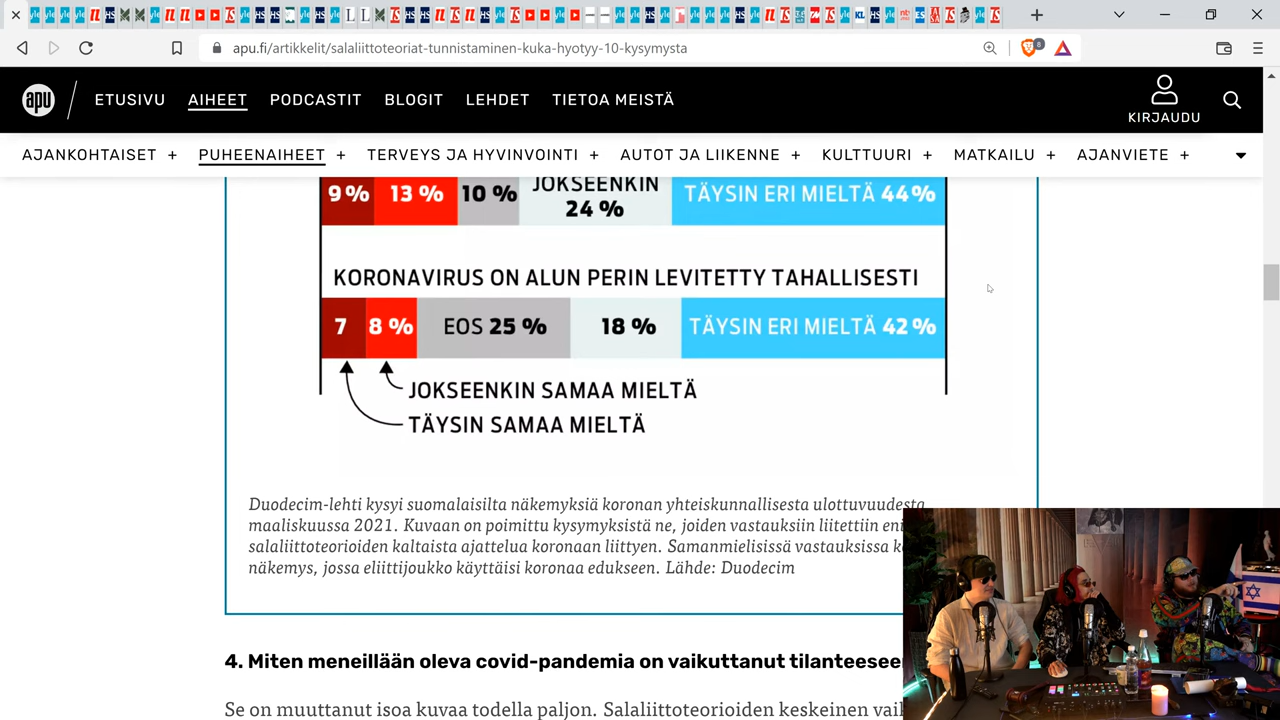 apu.fi/artikkelit/salaliittoteoriat-tunnistaminen-kuka-hyotyy-10-kysymysta
8
apu
ETUSIVU AIHEET PODCASTIT BLOGIT LEHDET TIETOA MEISTÄ
KIRJAUDU
AJANKOHTAISET + PUHEENAIHEET + TERVEYS JA HYVINVOINTI + AUTOT JA LIIKENNE + KULTTUURI + MATKAILU + AJANVIETE +
9 % 13 % 10 % JOKSEENKIN
24 % TÄYSIN ERI MIELTÄ 44 %
KORONAVIRUS ON ALUN PERIN LEVITETTY TAHALLISESTI
7 8 % EOS 25 % 18 % TÄYSIN ERI MIELTÄ 42 %
JOKSEENKIN SAMAA MIELTÄ
TÄYSIN SAMAA MIELTÄ
Duodecim-lehti kysyi suomalaisilta näkemyksiä koronan yhteiskunnallisesta ulottuvuudesta
maaliskuussa 2021. Kuvaan on poimittu kysymyksistä ne, joiden vastauksiin liitettiin eni
salaliittoteorioiden kaltaista ajattelua koronaan liittyen. Samanmielisissä vastauksissa k
näkemys, jossa eliittijoukko käyttäisi koronaa edukseen. Lähde: Duodecim
4. Miten meneillään oleva covid-pandemia on vaikuttanut tilanteesee
Se on muuttanut isoa kuvaa todella paljon. Salaliittoteorioiden keskeinen vai